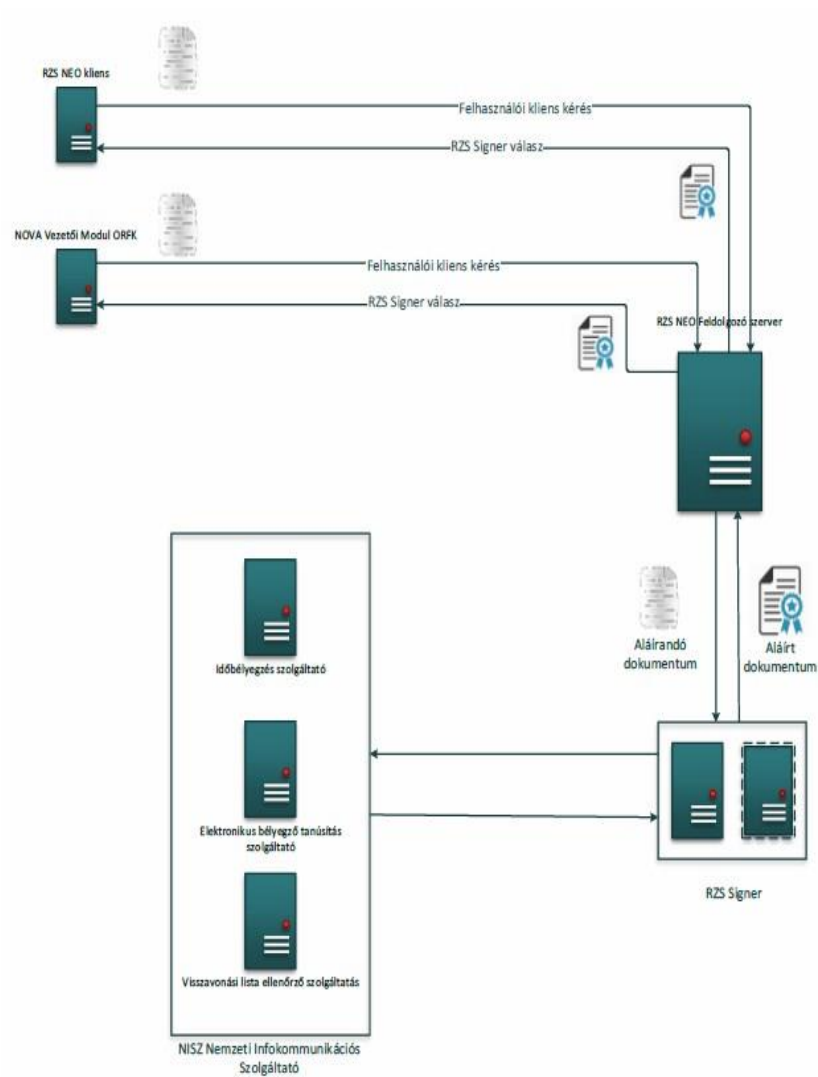 RZS NEO kliens
Felhasználói kliens kérés
RZS Signer válasz
NOVA Vezetői Modul ORFK
Felhasználói kliens kérés
RZS Signer válasz
RZS NEO Feldolgozó szerver
Aláírandó
dokumentum
Aláírt
dokumentum
Időbélyegzés szolgáltató
Elektronikus bélyegző tanúsítás
szolgáltató
Visszavonási lista ellenőrző szolgáltatás
RZS Signer
NISZ Nemzeti Infokommunikációs
Szolgáltató